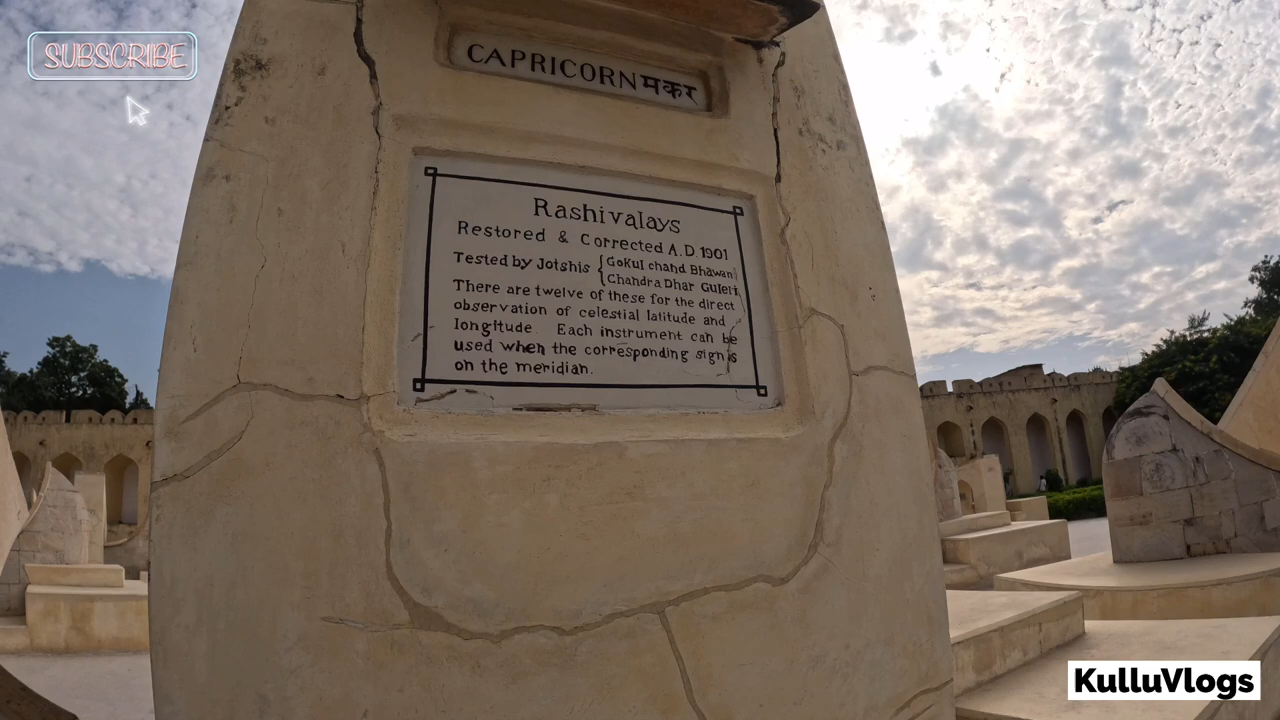 SUBSCRIBE
CAPRICORN मकर
Rashivalays
Restored & Corrected A.D. 1901
Tested by Jotshis { Gokul chand Bhawan
Chandra Dhar Guleri
There are twelve of these for the direct
observation of celestial latitude and
longitude Each instrument can be
used when the corresponding sign is
on the meridian.
KulluVlogs